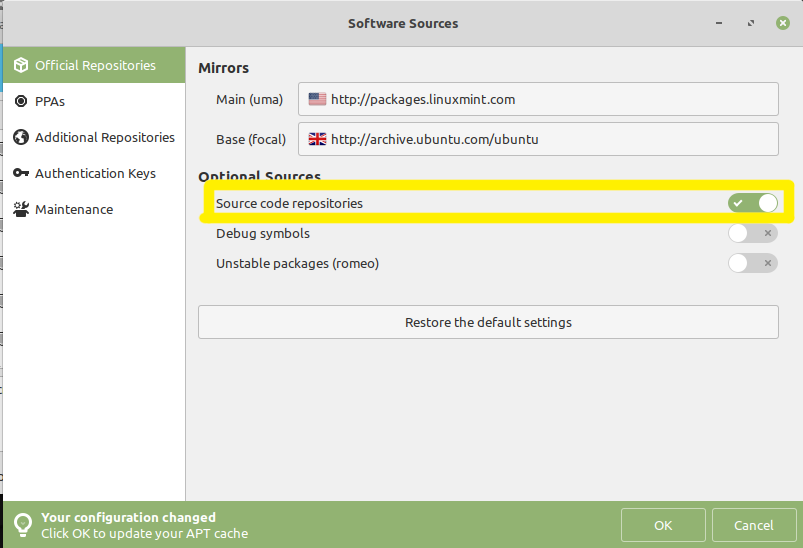 Software Sources
Official Repositories
PPAs
Additional Repositories
Authentication Keys
Maintenance
Mirrors
Main (uma) http://packages.linuxmint.com
Base (focal) http://archive.ubuntu.com/ubuntu
Optional Sources
Source code repositories
Debug symbols
Unstable packages (romeo)
Restore the default settings
Your configuration changed
Click OK to update your APT cache
OK
Cancel